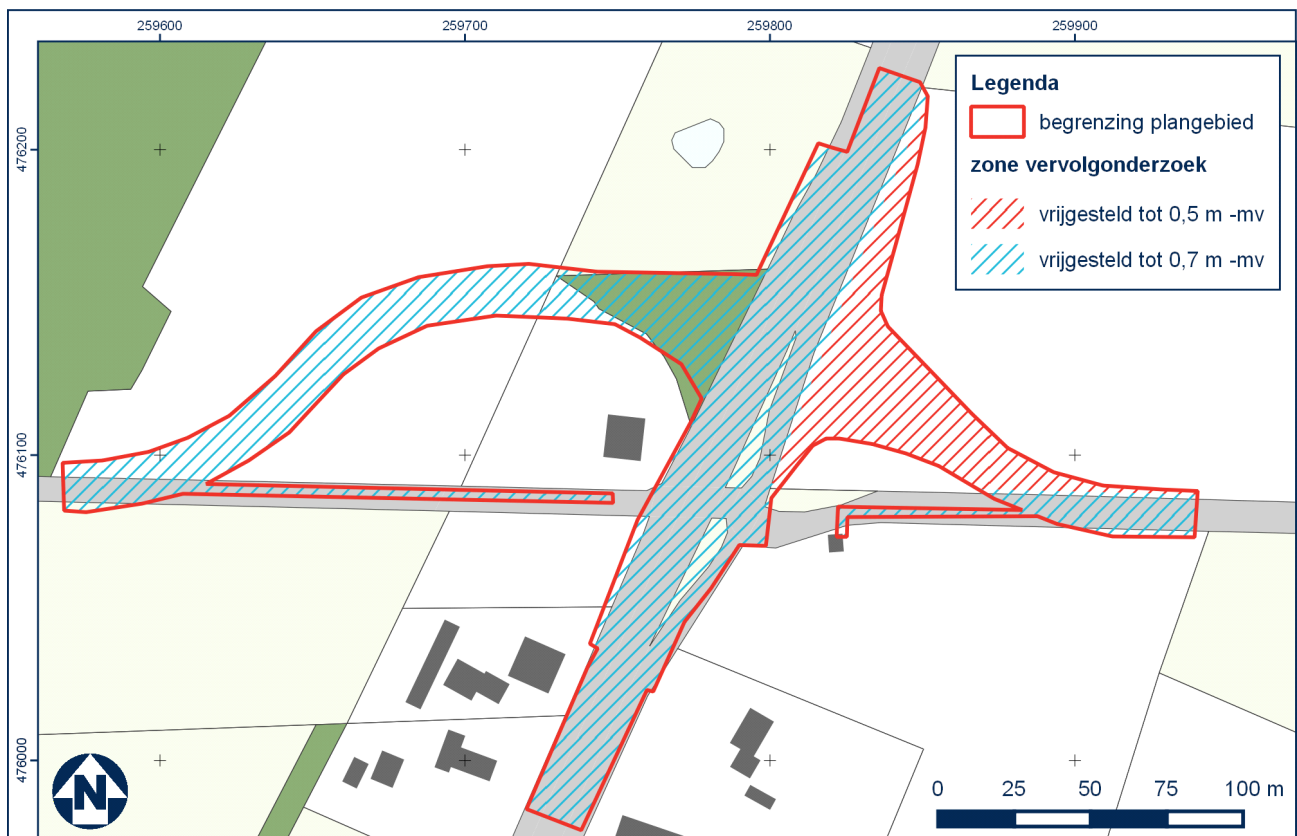 259600 259700 259800 259900
476200
476100
476000
Legenda
begrenzing plangebied
zone vervolgonderzoek
vrijgesteld tot 0,5 m -mv
vrijgesteld tot 0,7 m -mv
N
0 25 50 75 100 m